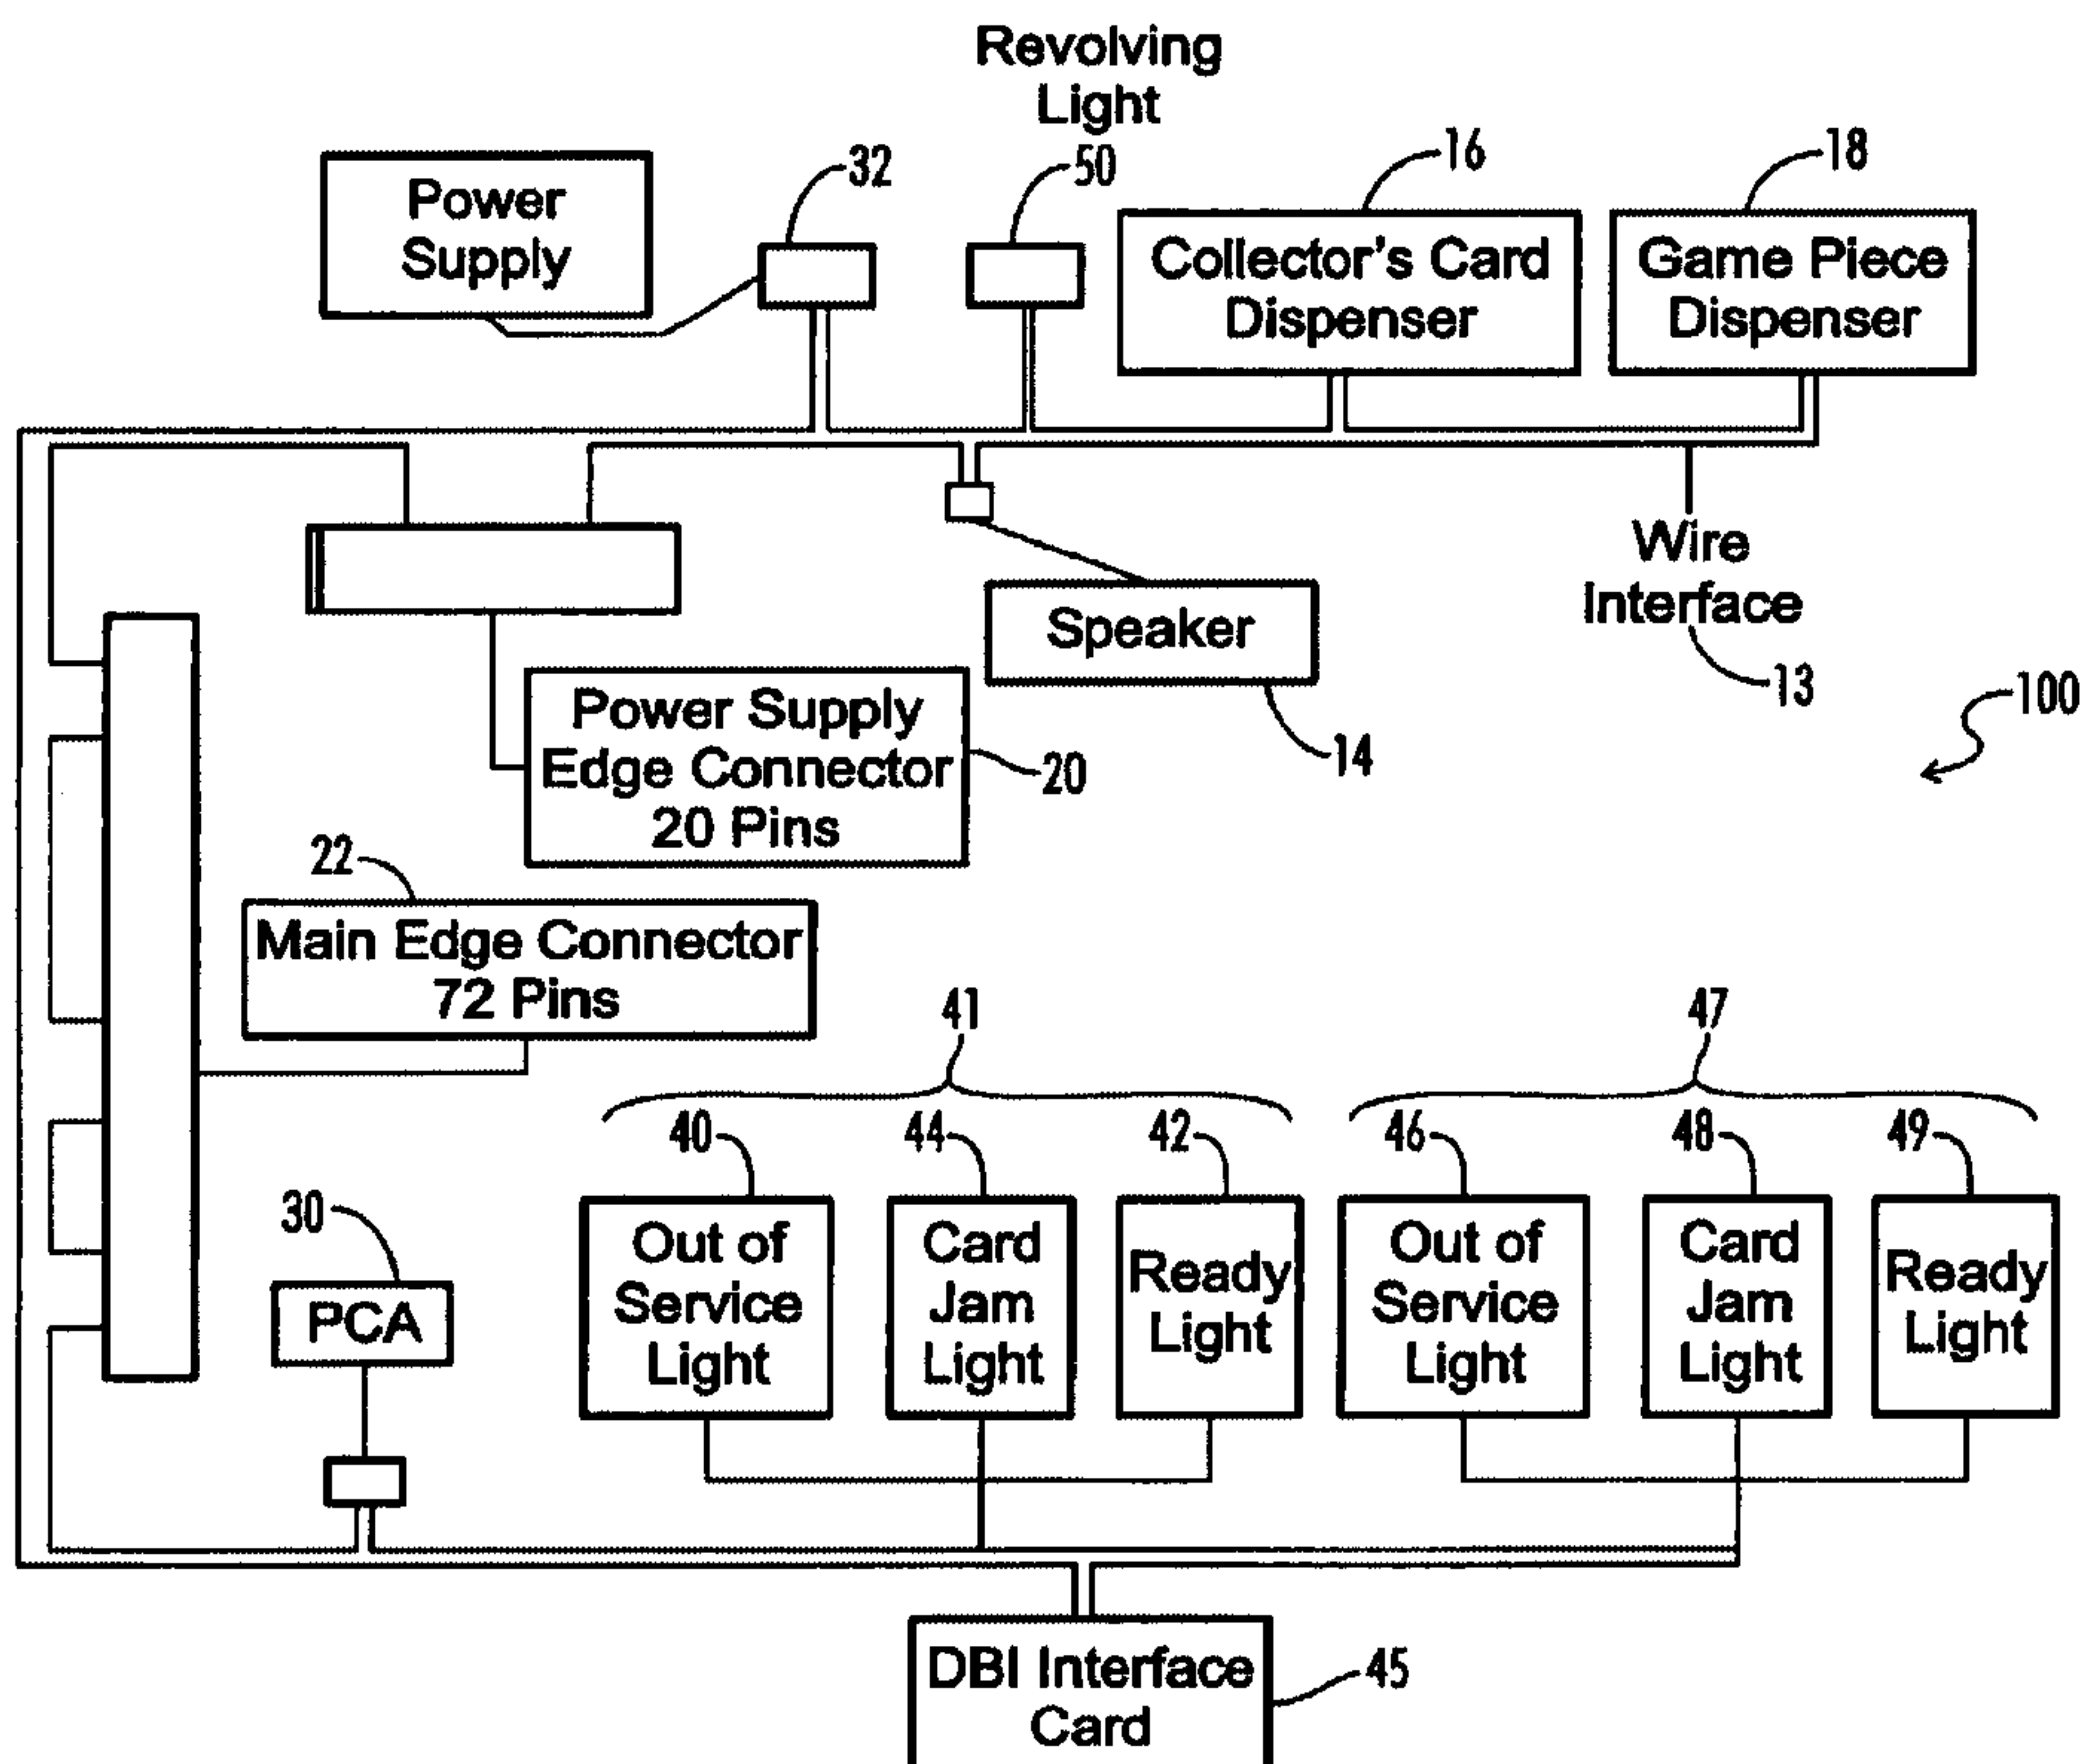 Revolving
Light
50
32
16
18
Power
Supply
Collector's Card
Dispenser
Game Piece
Dispenser
Wire
Interface
13
100
Speaker
14
Power Supply
Edge Connector
20 Pins
20
22
Main Edge Connector
72 Pins
41
47
40
44
42
46
48
49
30
PCA
Out of
Service
Light
Card
Jam
Light
Ready
Light
Out of
Service
Light
Card
Jam
Light
Ready
Light
DBI Interface
Card
45